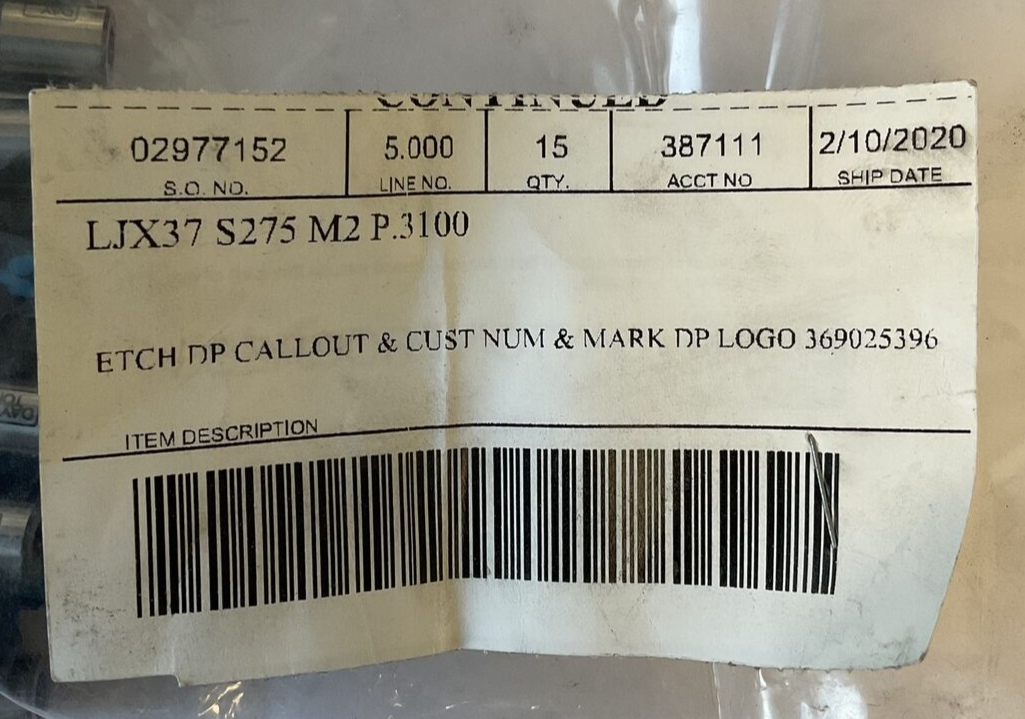 CONTINUED
02977152 5.000 15 387111 2/10/2020
S.O. NO. LINE NO. QTY. ACCT NO SHIP DATE
LJX37 S275 M2 P.3100
ETCH DP CALLOUT & CUST NUM & MARK DP LOGO 369025396
ITEM DESCRIPTION
DAY